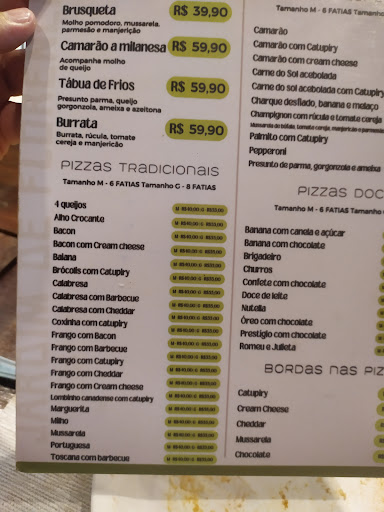 Brusqueta R$ 39,90
Molho pomodoro, mussarela,
parmesão e manjericão
Camarão a milanesa R$ 59,90
Acompanha molho
de queijo
Tábua de Frios R$ 59,90
Presunto parma, queijo
gorgonzola, ameixa e azeitona
Burrata R$ 59,90
Burrata, rúcula, tomate
cereja e manjericão
PIZZAS TRADICIONAIS
Tamanho M - 6 FATIAS Tamanho G - 8 FATIAS
4 queijos
Alho Crocante
Bacon
Bacon com Cream cheese
Baiana
Brócolis com Catupiry
Calabresa
Calabresa com Barbecue
Calabresa com Cheddar
Coxinha com catupiry
Frango com Bacon
Frango com Barbecue
Frango com Catupiry
Frango com Cheddar
Frango com Cream cheese
Lombinho canadense com catupiry
Marguerita
Milho
Mussarela
Portuguesa
Toscana com barbecue
Tamanho M - 6 FATIAS Tamanho
Camarão
Camarão com Catupiry
Camarão com cream cheese
Carne do Sol acebolada
Carne do sol acebolada com Catupiry
Charque desfiado, banana e melaço
Champignon com rúcula e tomate cereja
Palmito com Catupiry
Pepperoni
Presunto de parma, gorgonzola e ameixa
PIZZAS DOC
Tamanho M - 6 FATIAS Tamanho
Banana com canela e açúcar
Banana com chocolate
Brigadeiro
Churros
Confete com chocolate
Doce de leite
Nutella
Óreo com chocolate
Prestígio com chocolate
Romeu e Julieta
BORDAS NAS PIZ
Catupiry
Cream Cheese
Cheddar
Mussarela
Chocolate